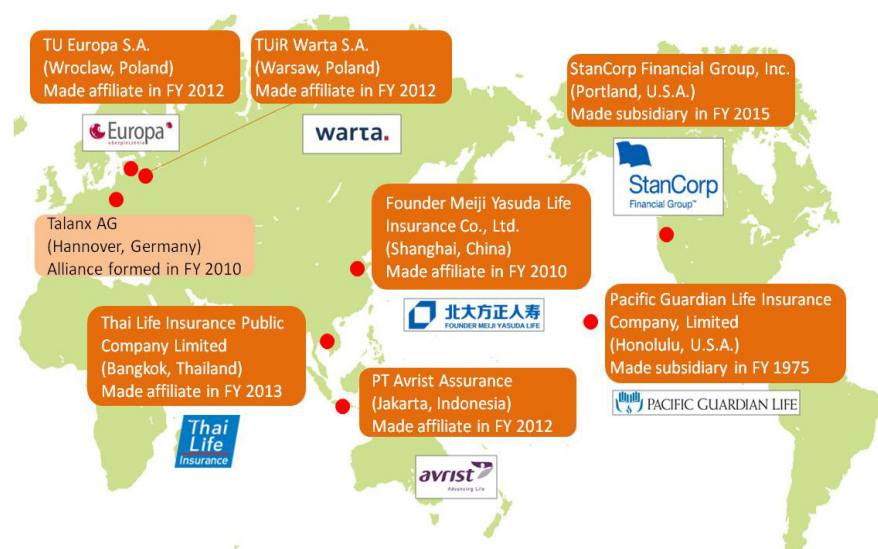 TU Europa S.A.
(Wroclaw, Poland)
Made affiliate in FY 2012
TUiR Warta S.A.
(Warsaw, Poland)
Made affiliate in FY 2012
StanCorp Financial Group, Inc.
(Portland, U.S.A.)
Made subsidiary in FY 2015
Europa
ubezpieczenia
warta.
StanCorp
Financial Group™
Founder Meiji Yasuda Life
Insurance Co., Ltd.
(Shanghai, China)
Made affiliate in FY 2010
Talanx AG
(Hannover, Germany)
Alliance formed in FY 2010
北大方正人寿
FOUNDER MEIJI YASUDA LIFE
Pacific Guardian Life Insurance
Company, Limited
(Honolulu, U.S.A.)
Made subsidiary in FY 1975
PACIFIC GUARDIAN LIFE
Thai Life Insurance Public
Company Limited
(Bangkok, Thailand)
Made affiliate in FY 2013
Thai
Life
Insurance
PT Avrist Assurance
(Jakarta, Indonesia)
Made affiliate in FY 2012
avrist
Advancing Life